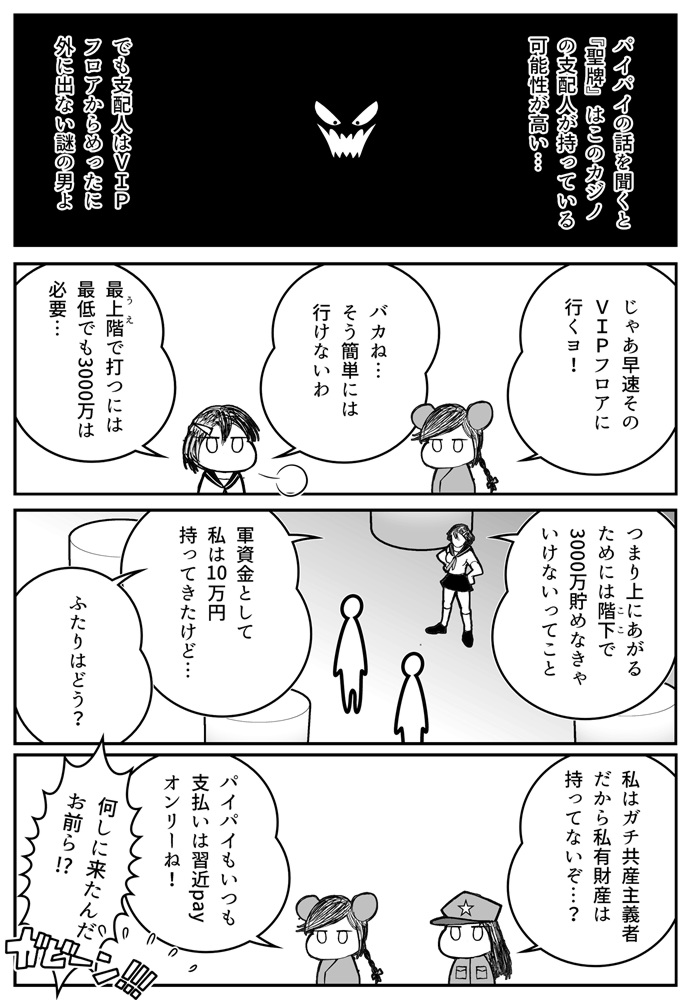 パイパイの話を聞くと
『聖牌』はこのカジノ
の支配人が持っている
可能性が高い…
でも支配人はＶＩＰ
フロアからめったに
外に出ない謎の男よ
じゃあ早速その
ＶＩＰフロアに
行くヨ！
バカね…
そう簡単には
行けないわ
最上階で打つには
うえ
最低でも3000万は
必要…
つまり上にあがる
ためには階下で
ここ
3000万貯めなきゃ
いけないってこと
軍資金として
私は10万円
持ってきたけど…
ふたりはどう？
私はガチ共産主義者
だから私有財産は
持ってないぞ…？
パイパイもいつも
支払いは習近pay
オンリーね！
何しに来たんだ
お前ら!?
ガビーン!!!!